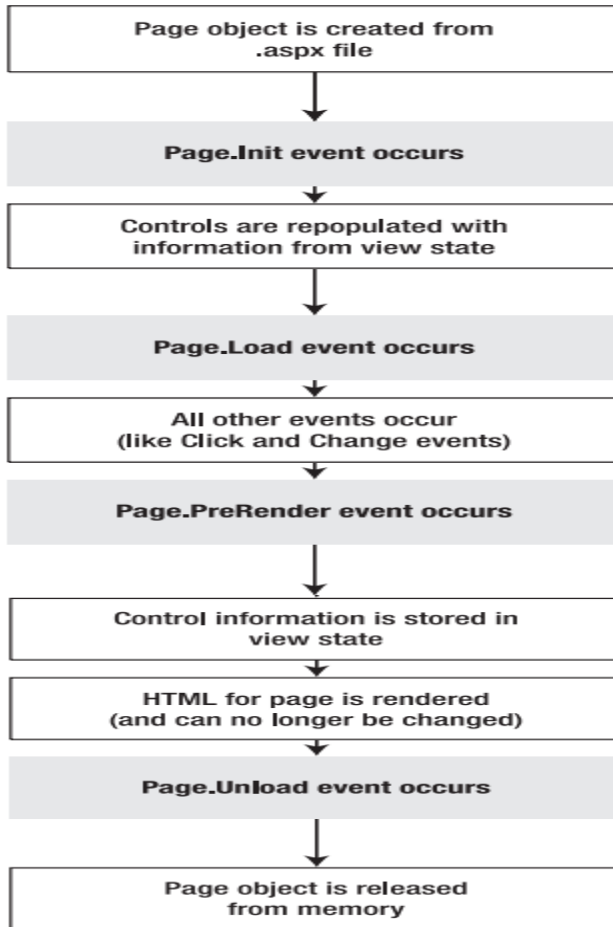 Page object is created from
.aspx file
Page.Init event occurs
Controls are repopulated with
information from view state
Page.Load event occurs
All other events occur
(like Click and Change events)
Page.PreRender event occurs
Control information is stored in
view state
HTML for page is rendered
(and can no longer be changed)
Page.Unload event occurs
Page object is released
from memory